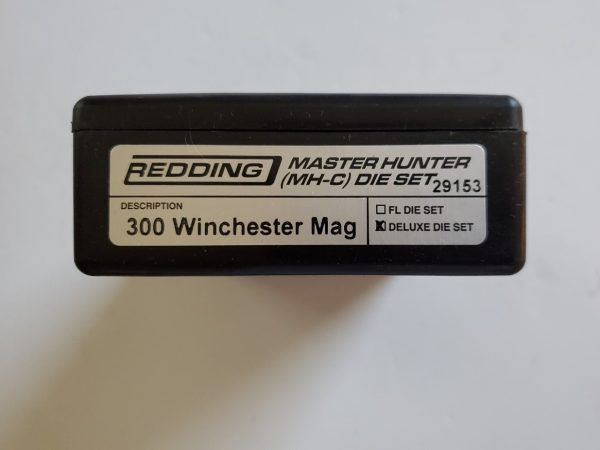 REDDING MASTER HUNTER
(MH-C) DIE SET 29153
DESCRIPTION
300 Winchester Mag
FL DIE SET
DELUXE DIE SET